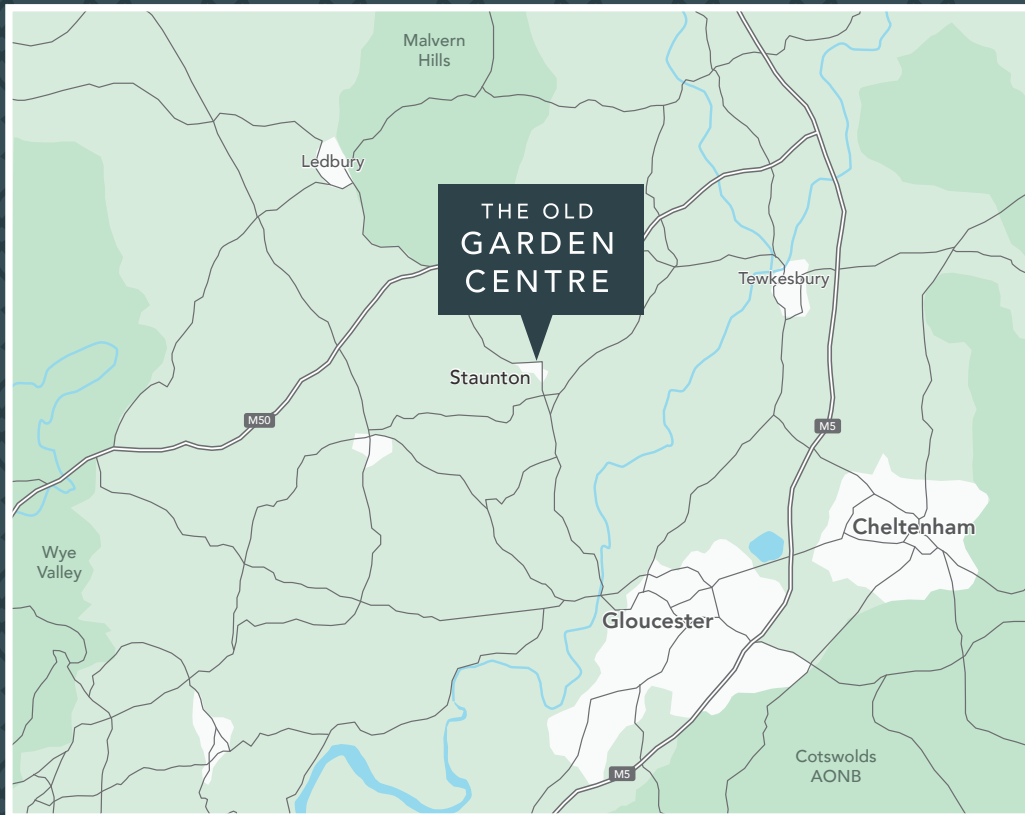 Malvern
Hills
Ledbury
THE OLD
GARDEN
CENTRE
Tewkesbury
Staunton
M50
M5
Cheltenham
Wye
Valley
Gloucester
Cotswolds
AONB
M5